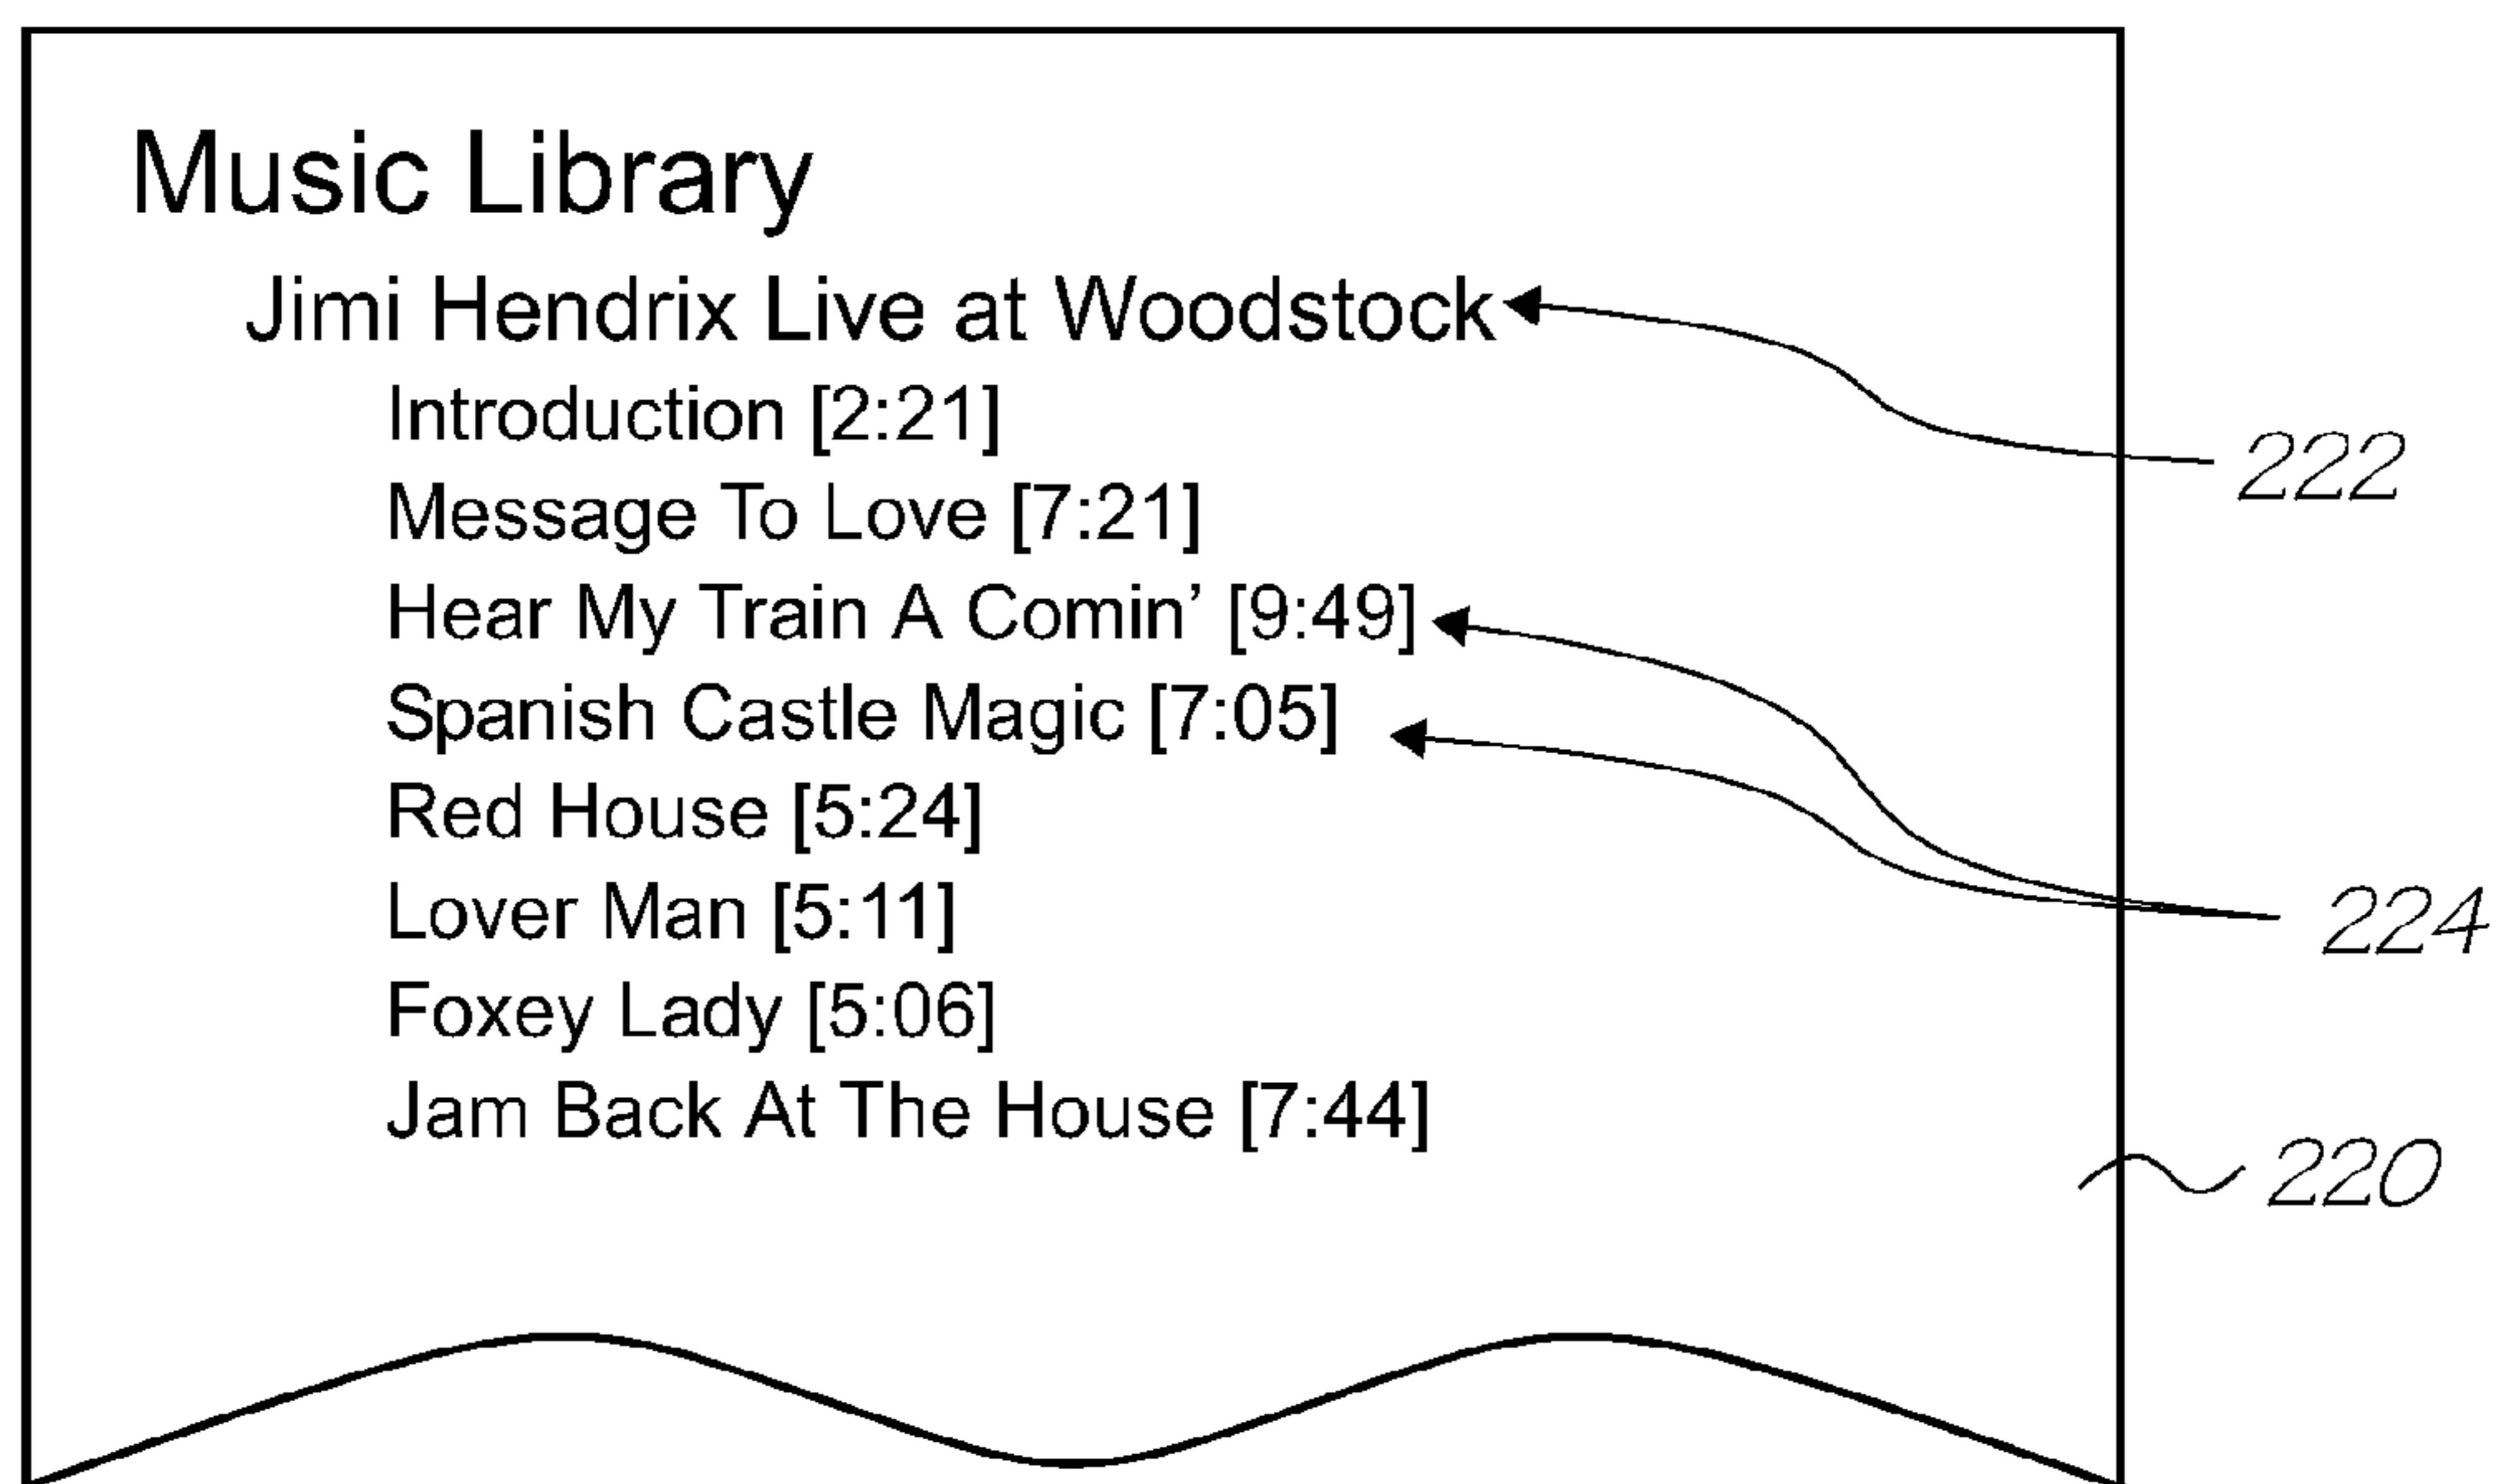 Music Library
Jimi Hendrix Live at Woodstock
Introduction [2:21]
222
Message To Love [7:21]
Hear My Train A Comin’ [9:49]
Spanish Castle Magic [7:05]
Red House [5:24]
Lover Man [5:11]
224
Foxey Lady [5:06]
Jam Back At The House [7:44]
220